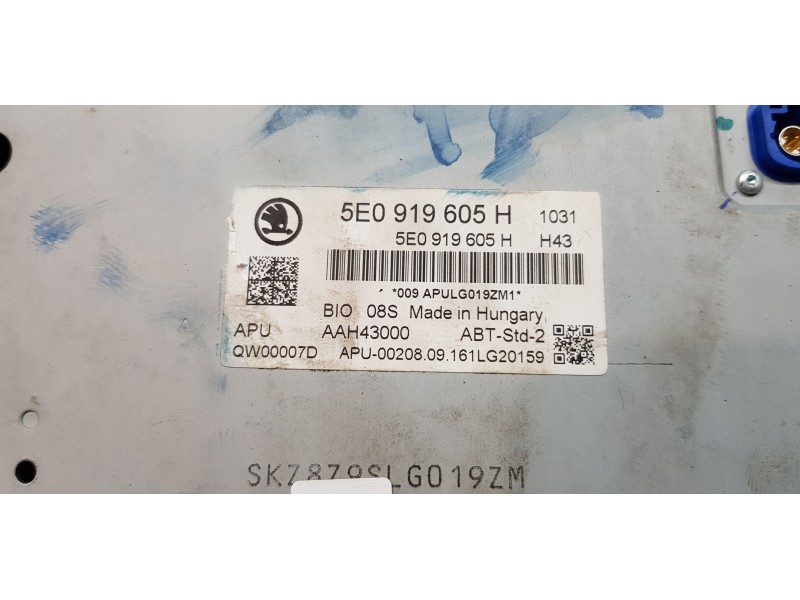 5E0 919 605 H 1031
5E0 919 605 H H43
*009 APULG019ZM1*
BIO 08S Made in Hungary
APU AAH43000 ABT-Std-2
QW00007D APU-00208.09.161LG20159
SKZ8Z9SLG019ZM